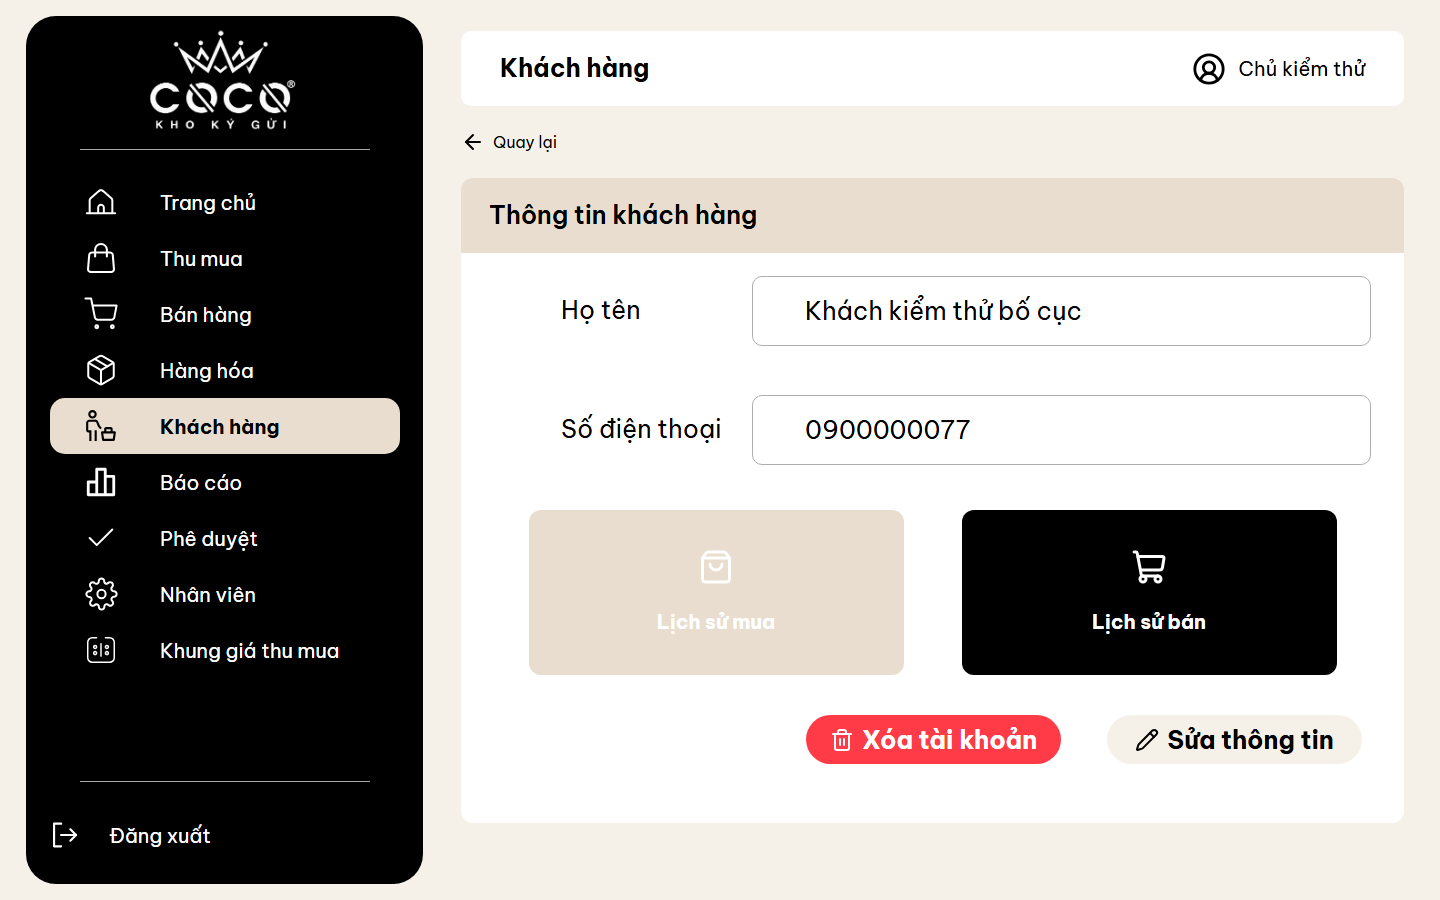 COCO®
KHO KÝ GỬI
Trang chủ
Thu mua
Bán hàng
Hàng hóa
Khách hàng
Báo cáo
Phê duyệt
Nhân viên
Khung giá thu mua
Đăng xuất
Khách hàng
Chủ kiểm thử
Quay lại
Thông tin khách hàng
Họ tên
Khách kiểm thử bố cục
Số điện thoại
0900000077
Lịch sử mua
Lịch sử bán
Xóa tài khoản
Sửa thông tin